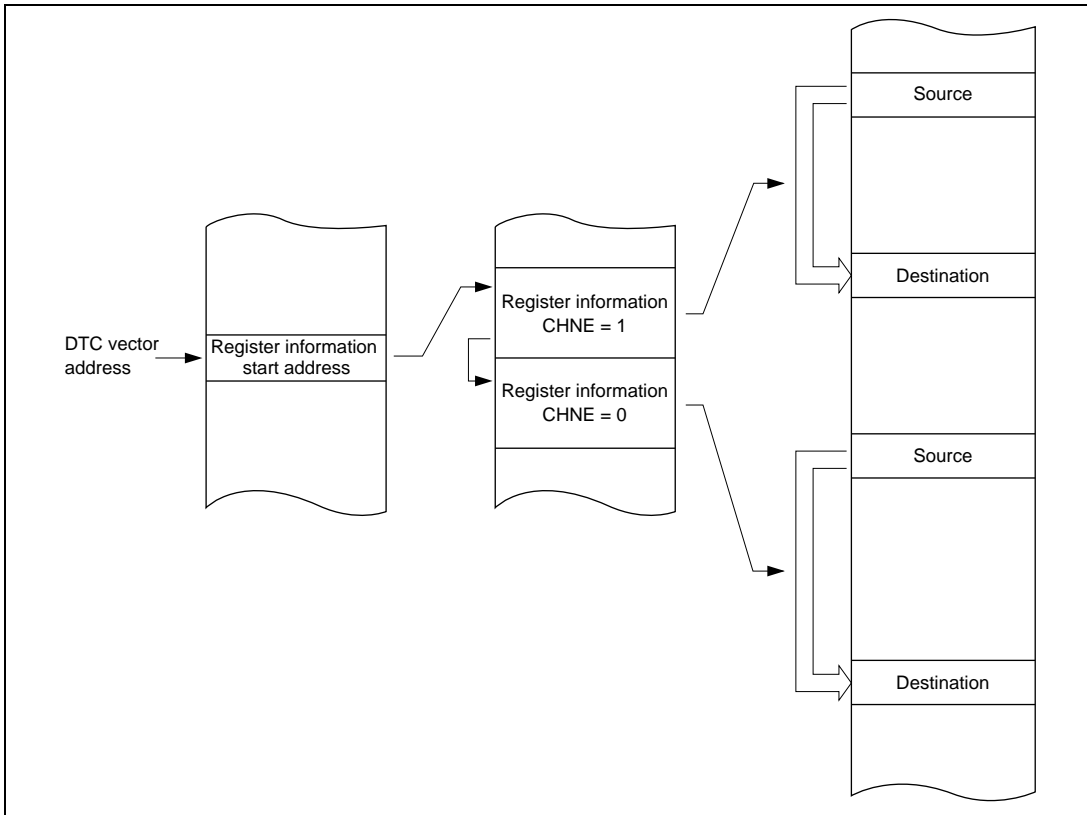 DTC vector
address
Register information
start address
Register information
CHNE = 1
Register information
CHNE = 0
Source
Destination
Source
Destination